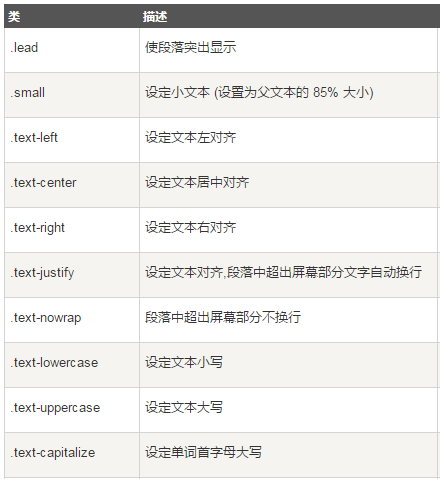 类 描述
.lead 使段落突出显示
.small 设定小文本 (设置为父文本的 85% 大小)
.text-left 设定文本左对齐
.text-center 设定文本居中对齐
.text-right 设定文本右对齐
.text-justify 设定文本对齐,段落中超出屏幕部分文字自动换行
.text-nowrap 段落中超出屏幕部分不换行
.text-lowercase 设定文本小写
.text-uppercase 设定文本大写
.text-capitalize 设定单词首字母大写